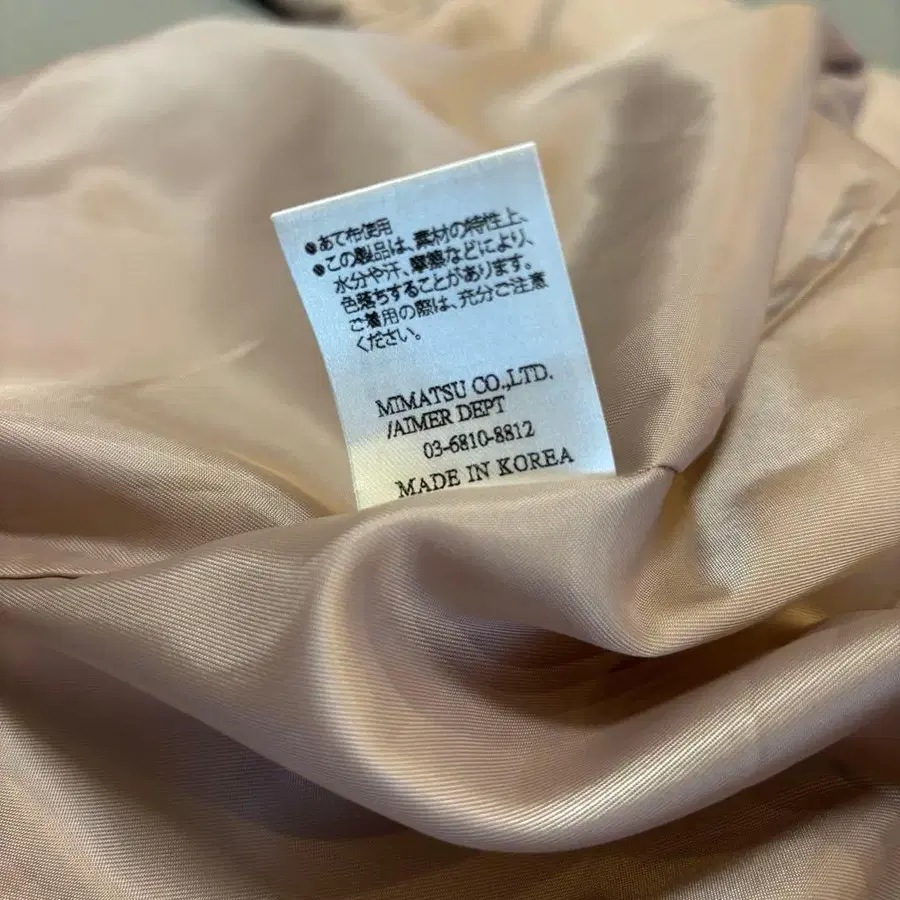 ●あて布使用
●この製品は、素材の特性上、
水分や汗、摩擦などにより、
色落ちすることがあります。
ご着用の際は、充分ご注意
ください。
MIMATSU CO.,LTD.
/AIMER DEPT
03-6810-8812
MADE IN KOREA